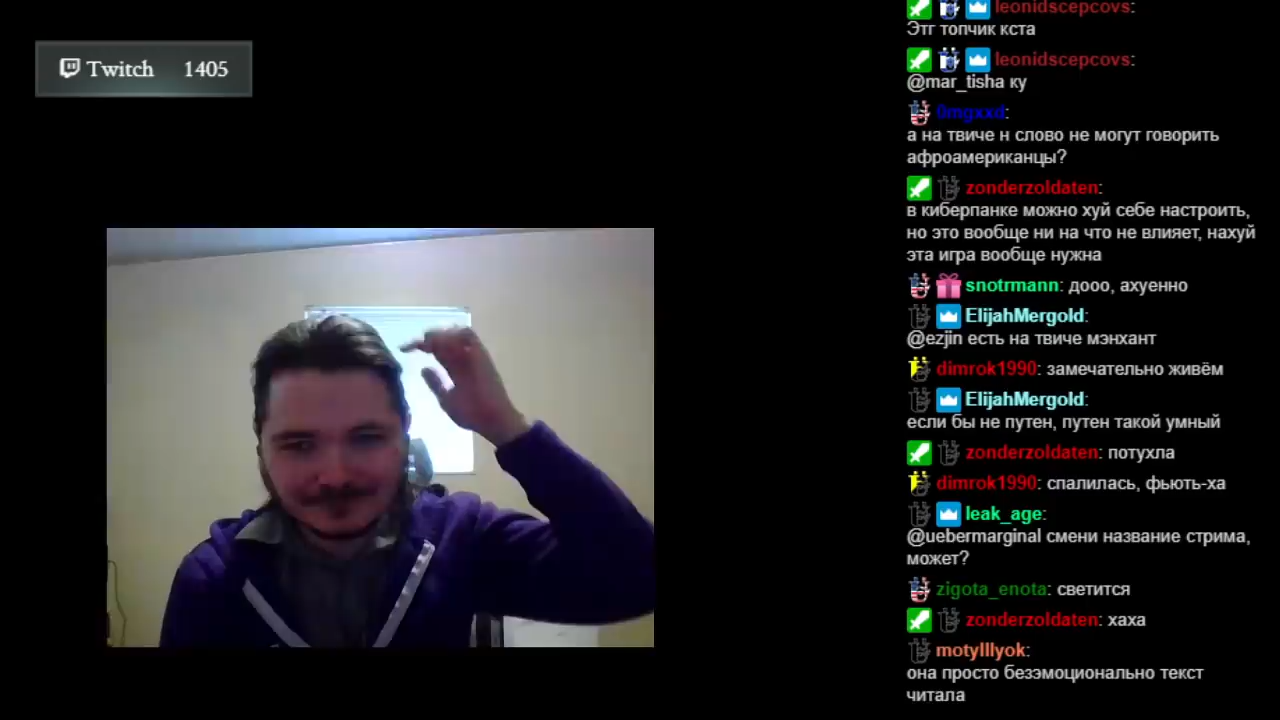 Twitch 1405
leonidscepcovs:
Этг топчик кста
leonidscepcovs:
@mar_tisha ку
0mgxxd:
а на твиче н слово не могут говорить
афроамериканцы?
zonderzoldaten:
в киберпанке можно хуй себе настроить,
но это вообще ни на что не влияет, нахуй
эта игра вообще нужна
snotrmann: дооо, ахуенно
ElijahMergold:
@ezjin есть на твиче мэнхант
dimrok1990: замечательно живём
ElijahMergold:
если бы не путен, путен такой умный
zonderzoldaten: потухла
dimrok1990: спалилась, фьють-ха
leak_age:
@uebermarginal смени название стрима,
может?
zigota_enota: светится
zonderzoldaten: хаха
motylllyok:
она просто безэмоционально текст
читала